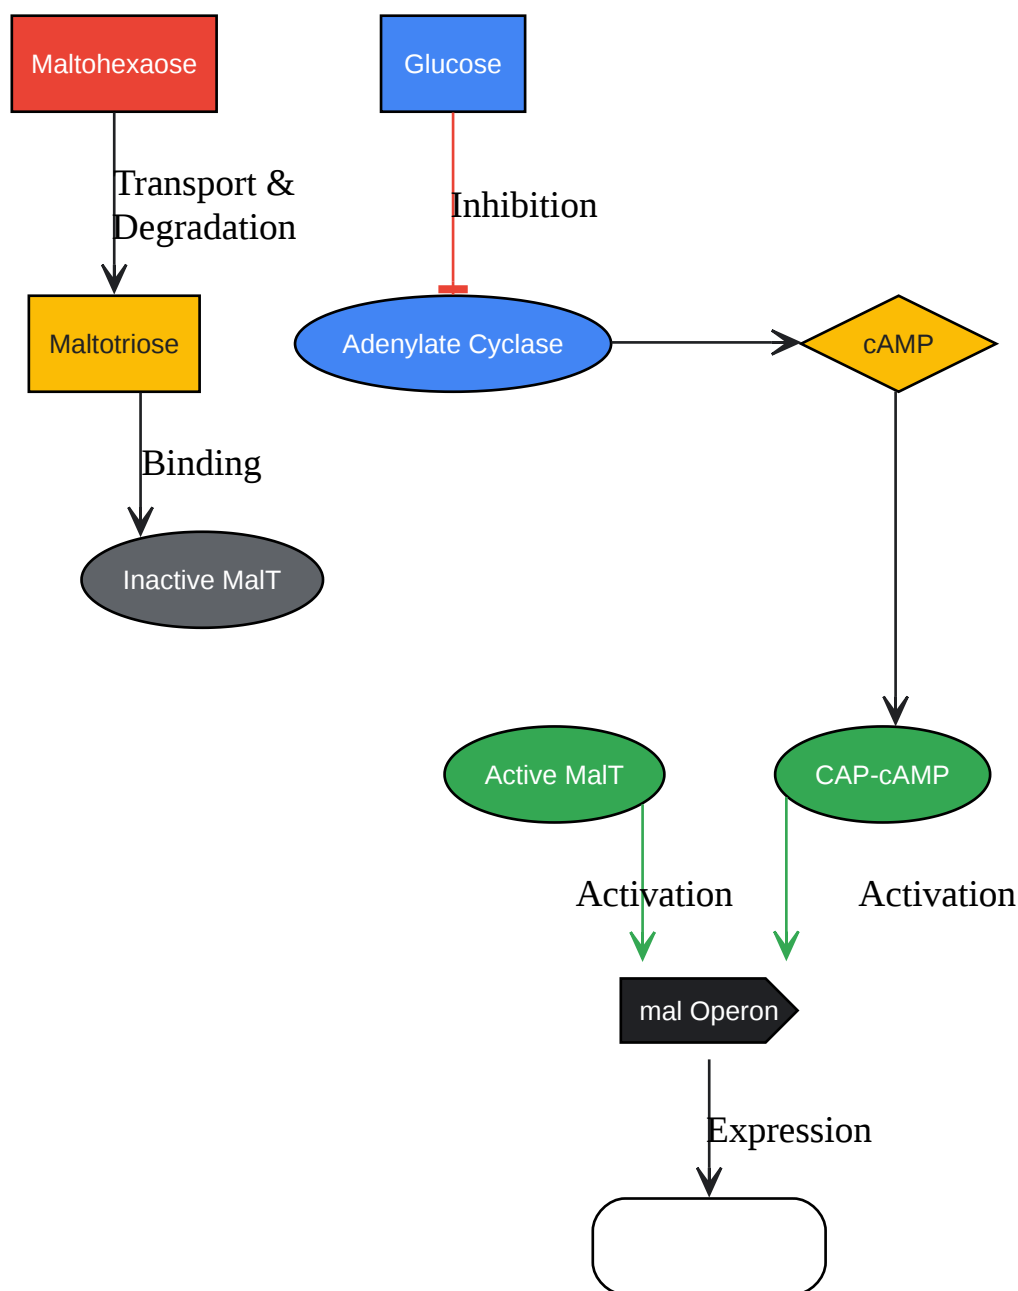 Maltohexaose
Glucose
Transport &
Degradation
Inhibition
Maltotriose
Adenylate Cyclase
cAMP
Binding
Inactive MalT
Active MalT
CAP-cAMP
Activation
Activation
mal Operon
Expression